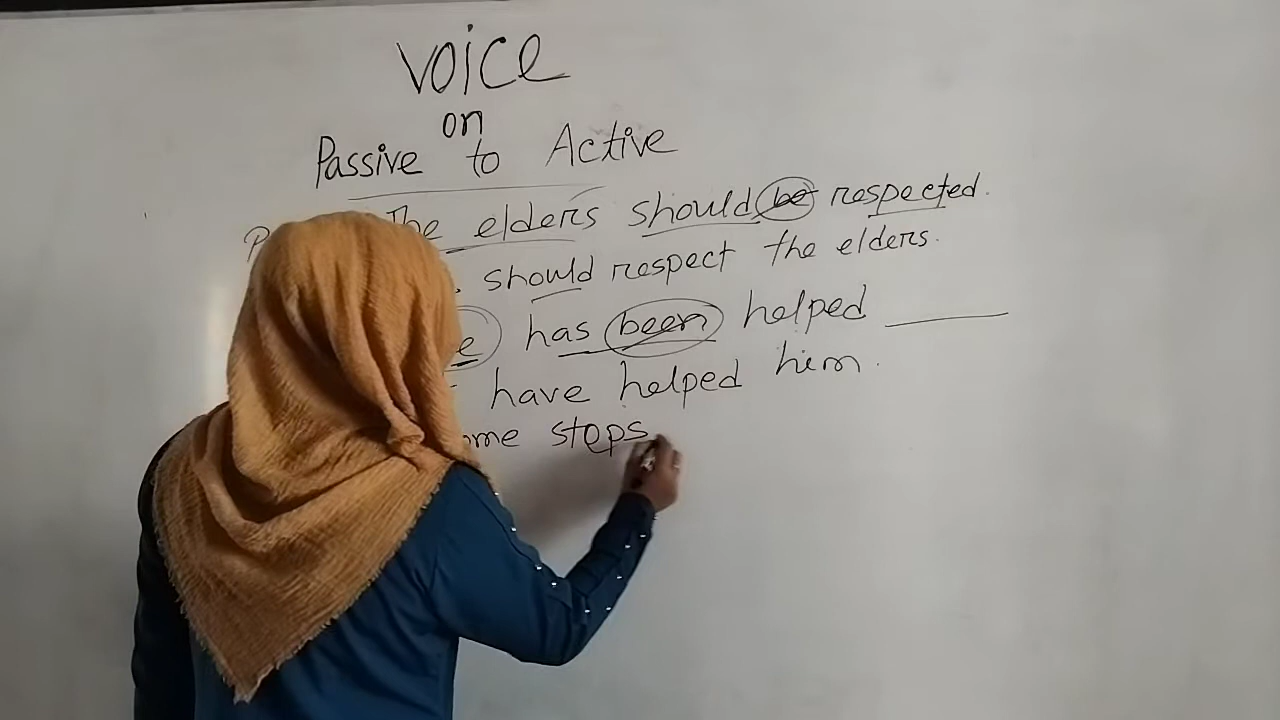 Voice
on
Passive to Active
The elders should be respected.
should respect the elders.
has been helped
have helped him.